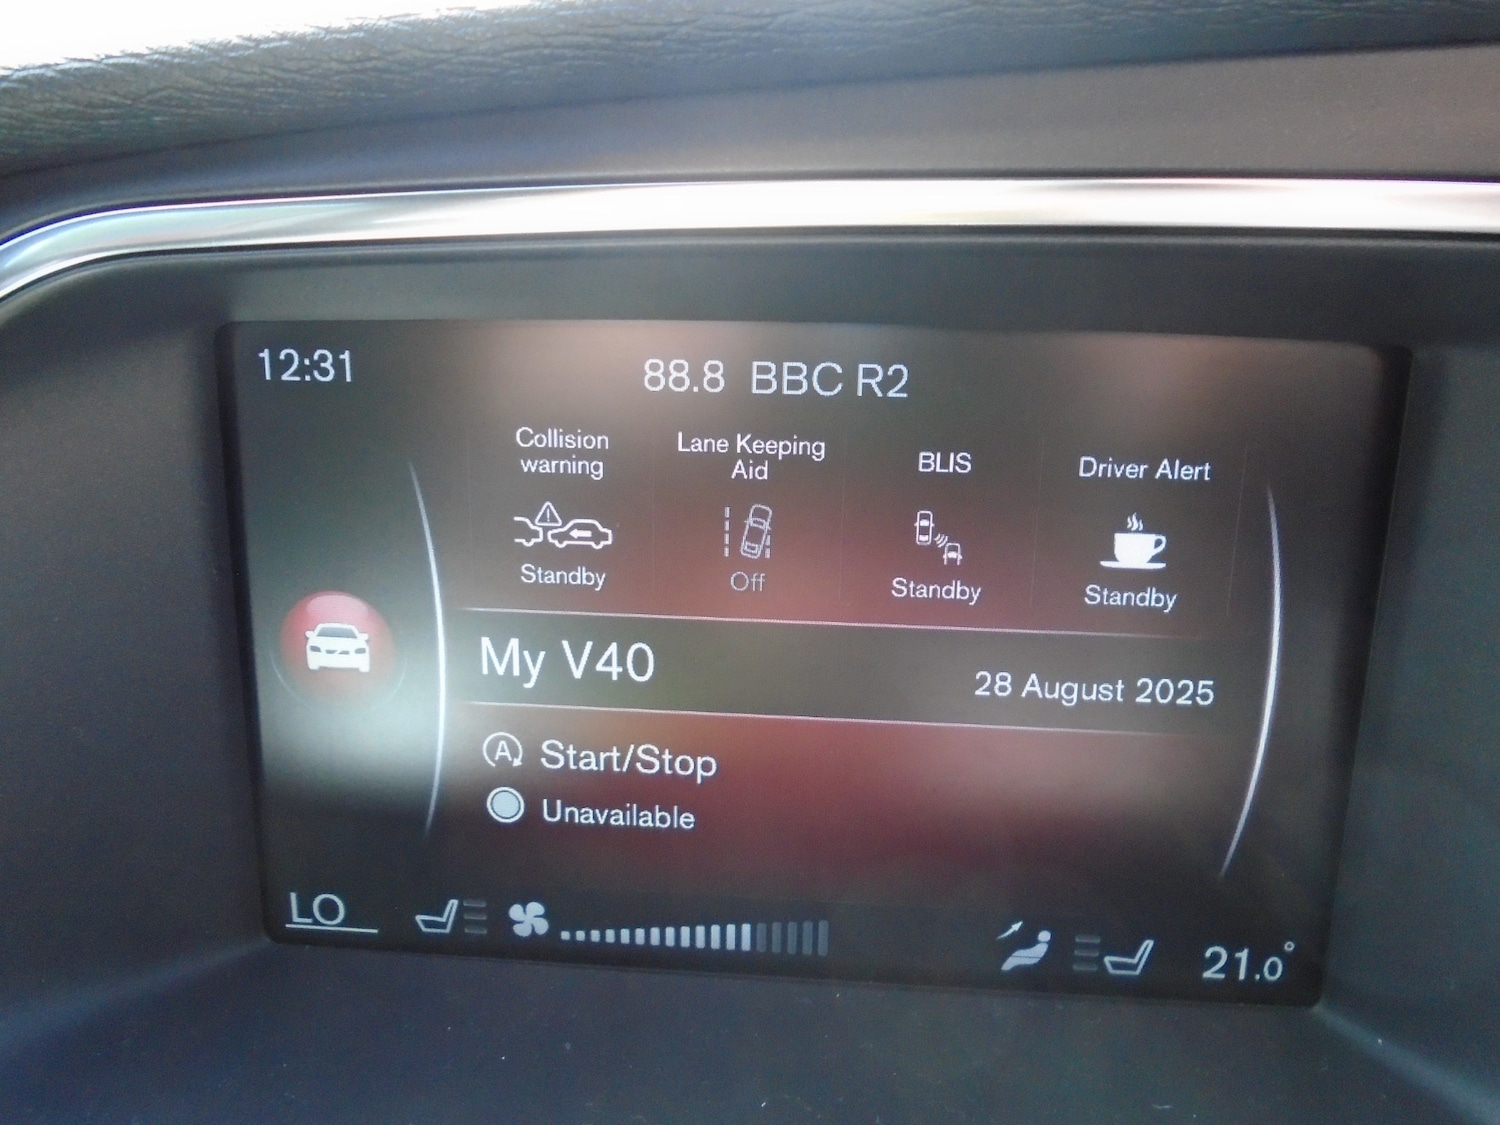 12:31
88.8 BBC R2
Collision
warning
Standby
Lane Keeping
Aid
Off
BLIS
Standby
Driver Alert
Standby
My V40
28 August 2025
A Start/Stop
Unavailable
LO
21.0°